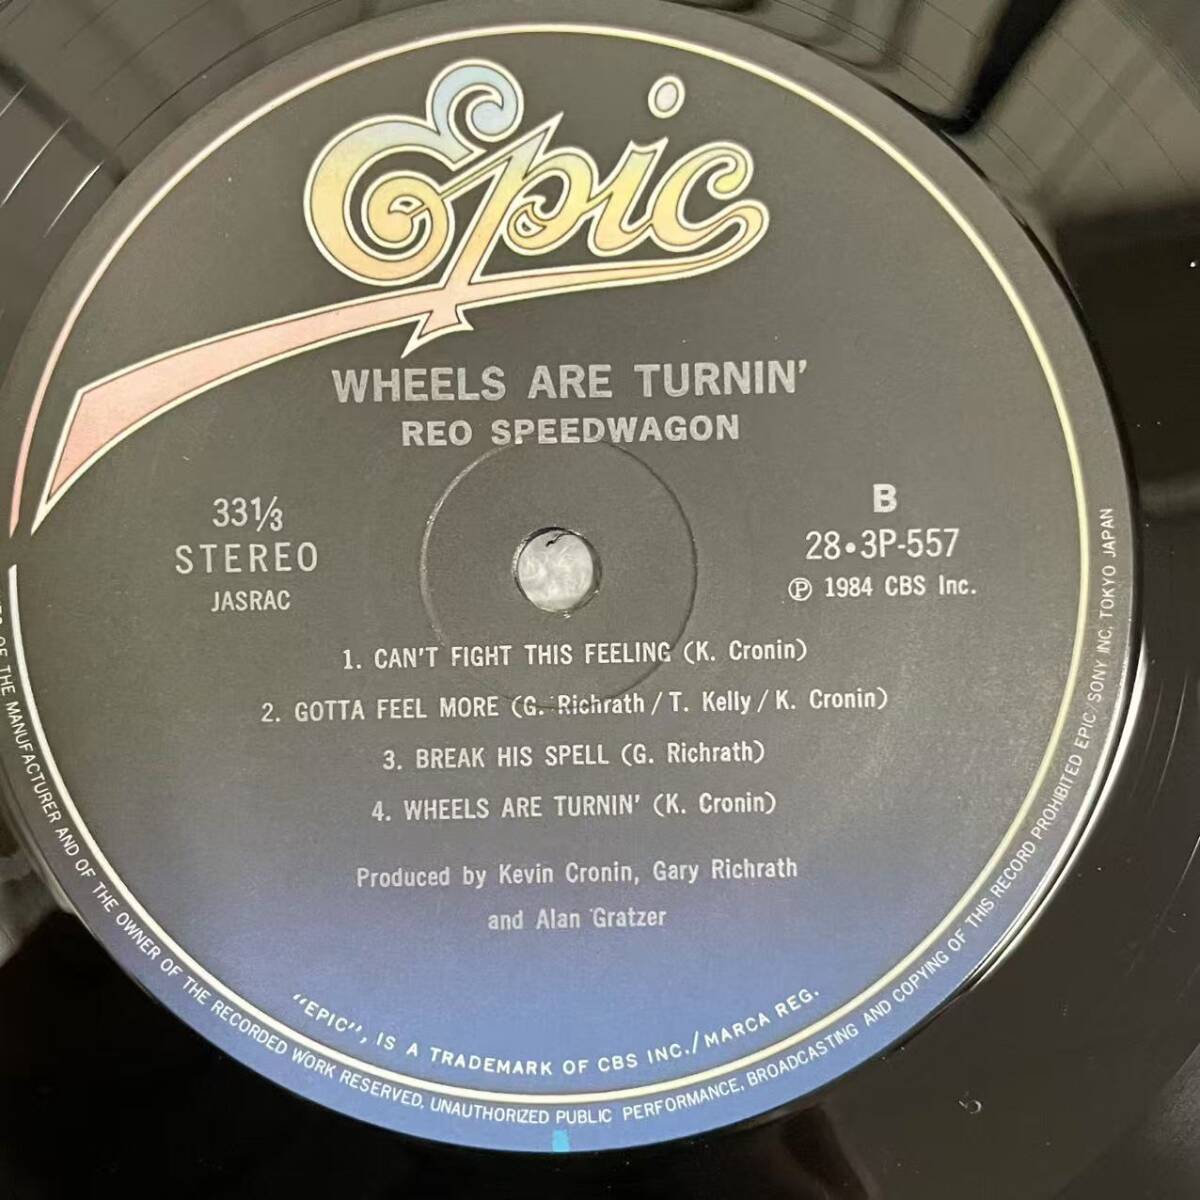 Epic
WHEELS ARE TURNIN'
REO SPEEDWAGON
33⅓
STEREO
JASRAC
B
28•3P-557
Ⓟ 1984 CBS Inc.
1. CAN'T FIGHT THIS FEELING (K. Cronin)
2. GOTTA FEEL MORE (G. Richrath / T. Kelly / K. Cronin)
3. BREAK HIS SPELL (G. Richrath)
4. WHEELS ARE TURNIN' (K. Cronin)
Produced by Kevin Cronin, Gary Richrath
and Alan Gratzer
"EPIC", IS A TRADEMARK OF CBS INC./MARCA REG.
OF THE MANUFACTURER AND OF THE OWNER OF THE RECORDED WORK RESERVED. UNAUTHORIZED PUBLIC PERFORMANCE, BROADCASTING AND COPYING OF THIS RECORD PROHIBITED EPIC/SONY INC. TOKYO JAPAN